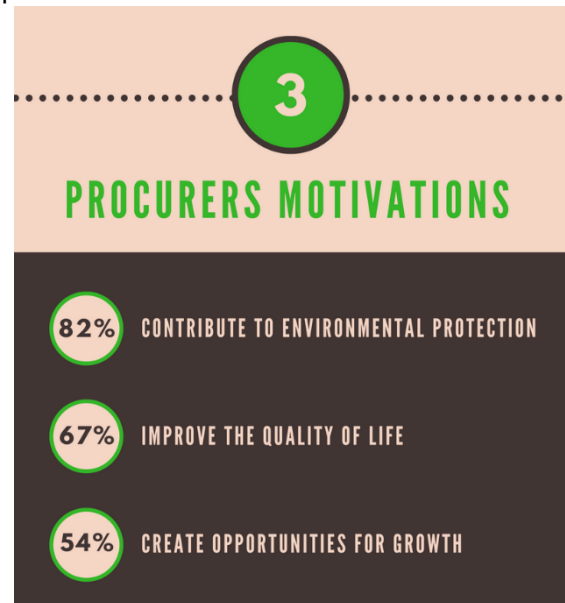 3
PROCURERS MOTIVATIONS
82% CONTRIBUTE TO ENVIRONMENTAL PROTECTION
67% IMPROVE THE QUALITY OF LIFE
54% CREATE OPPORTUNITIES FOR GROWTH